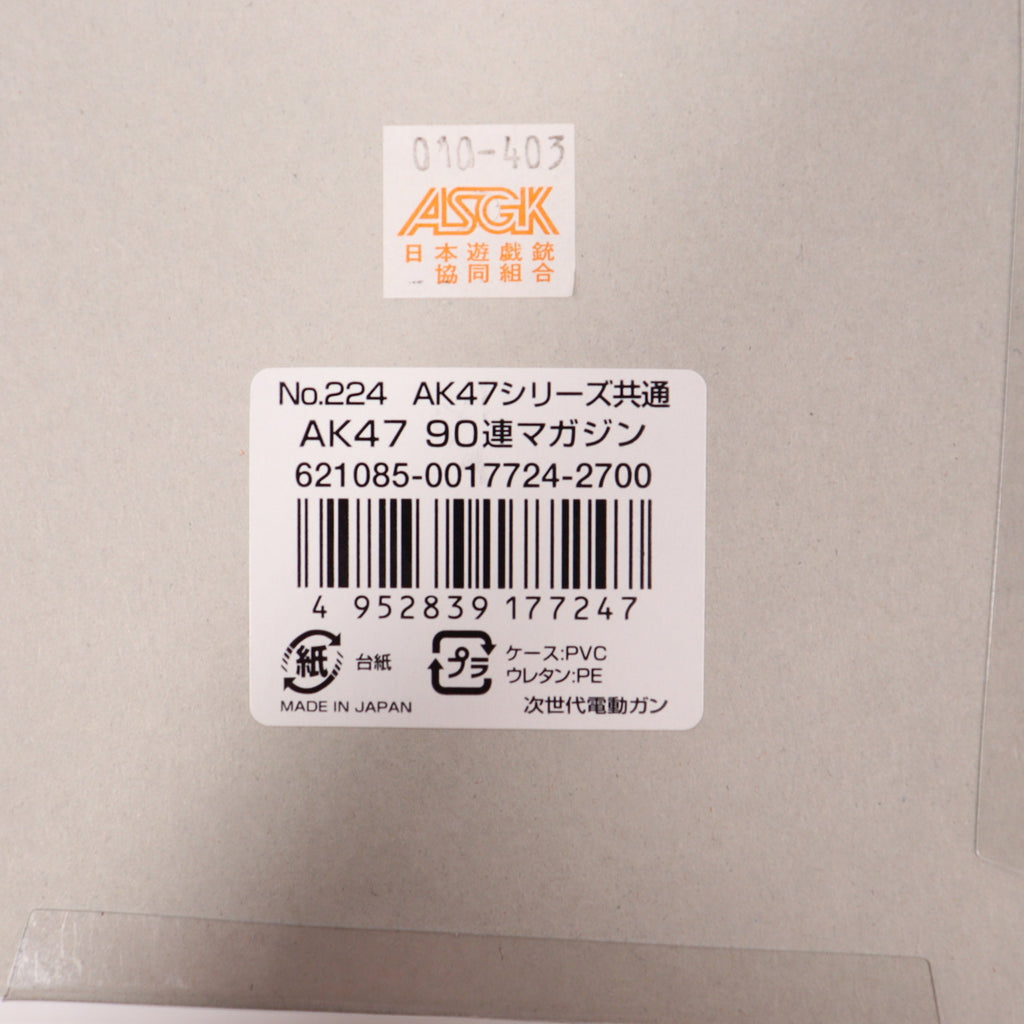 010-403
ASGK
日本遊戯銃
協同組合
No.224 AK47シリーズ共通
AK47 90連マガジン
621085-0017724-2700
4 952839 177247
紙 台紙
プラ ケース:PVC
ウレタン:PE
MADE IN JAPAN 次世代電動ガン